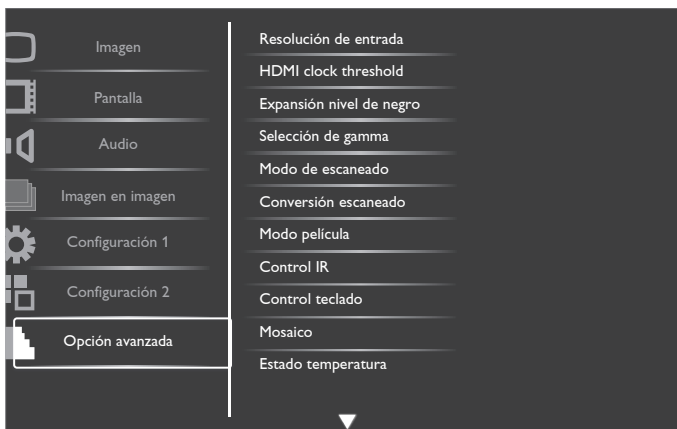 Imagen
Pantalla
Audio
Imagen en imagen
Configuración 1
Configuración 2
Opción avanzada
Resolución de entrada
HDMI clock threshold
Expansión nivel de negro
Selección de gamma
Modo de escaneado
Conversión escaneado
Modo película
Control IR
Control teclado
Mosaico
Estado temperatura